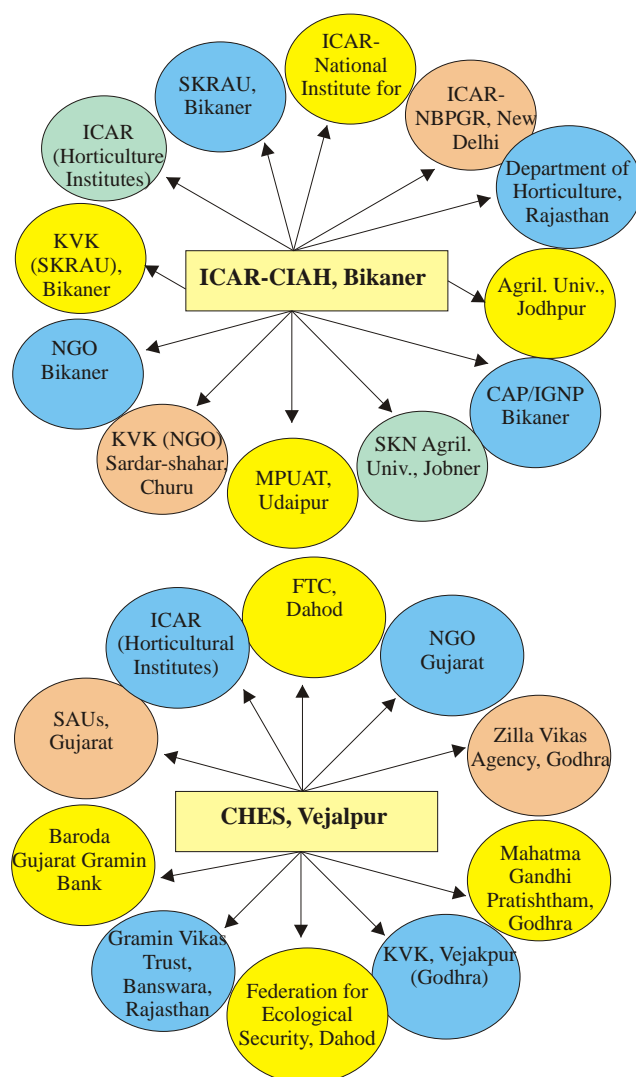 ICAR-
National
Institute for
SKRAU,
Bikaner
ICAR-
NBPGR, New
Delhi
ICAR
(Horticulture
Institutes)
Department of
Horticulture,
Rajasthan
KVK
(SKRAU),
Bikaner
ICAR-CIAH, Bikaner
Agril. Univ.,
Jodhpur
NGO
Bikaner
CAP/IGNP
Bikaner
KVK (NGO)
Sardar-shahar,
Churu
MPUAT,
Udaipur
SKN Agril.
Univ., Jobner
FTC,
Dahod
ICAR
(Horticultural
Institutes)
NGO
Gujarat
SAUs,
Gujarat
Zilla Vikas
Agency, Godhra
CHES, Vejalpur
Baroda
Gujarat Gramin
Bank
Mahatma
Gandhi
Pratishtham,
Godhra
Gramin Vikas
Trust,
Banswara,
Rajasthan
Federation for
Ecological
Security, Dahod
KVK, Vejakpur
(Godhra)